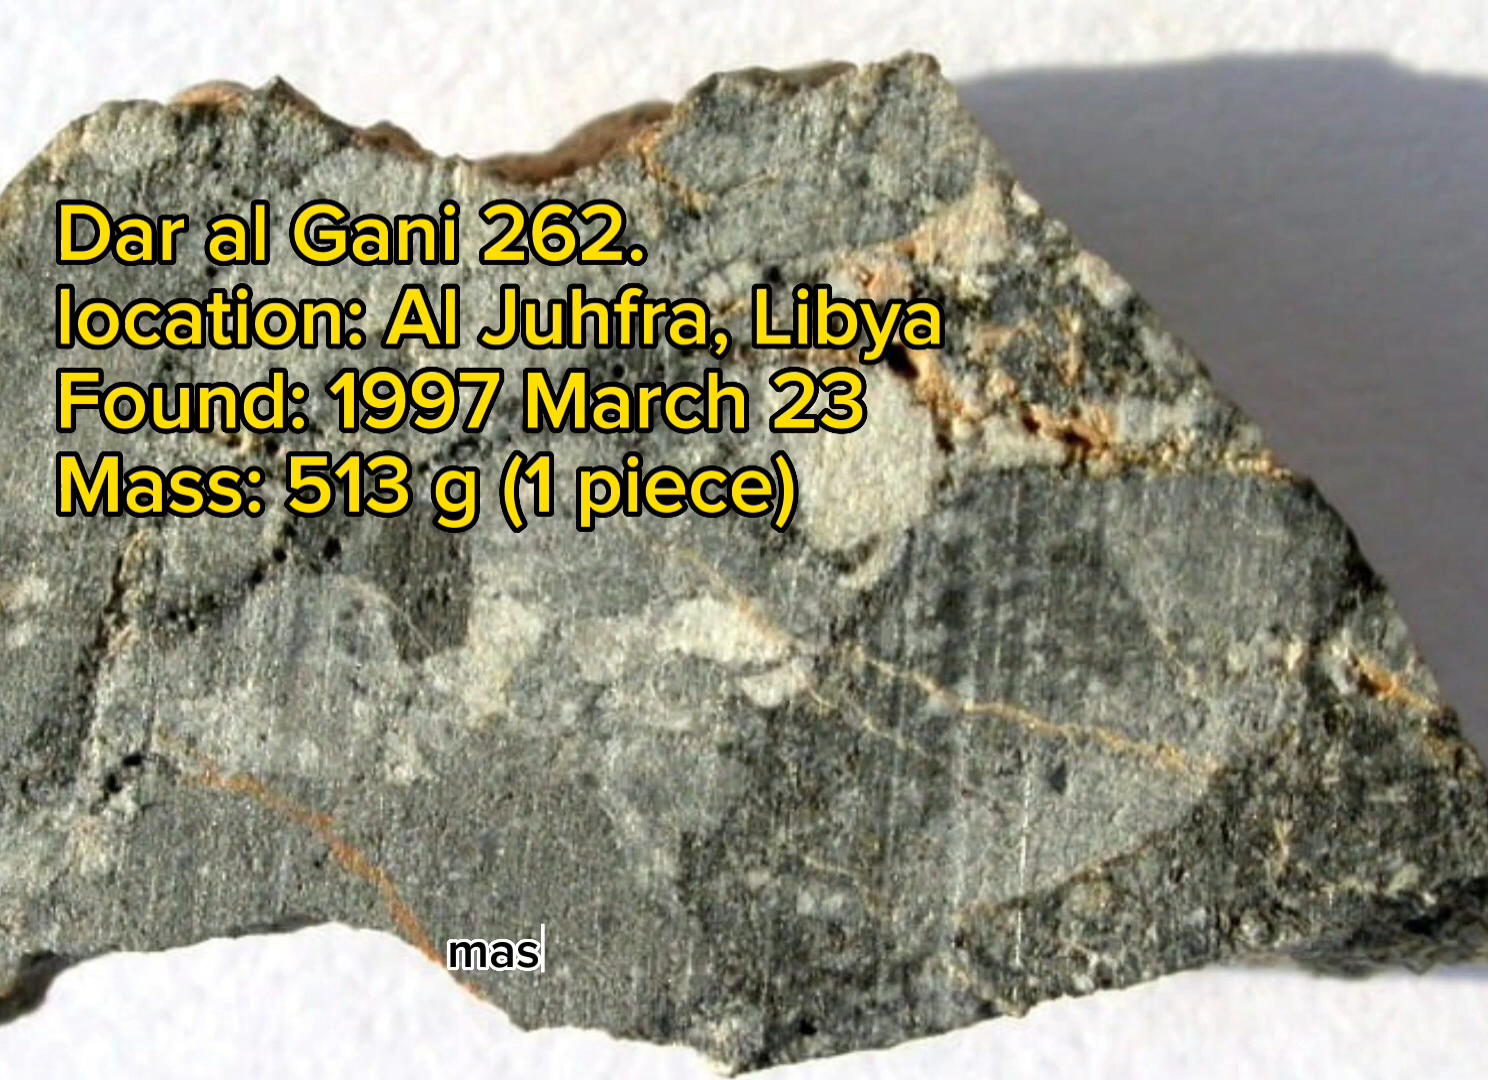 Dar al Gani 262.
location: Al Juhfra, Libya
Found: 1997 March 23
Mass: 513 g (1 piece)
mas